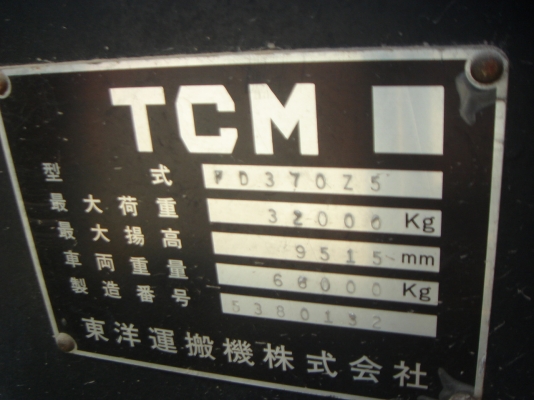 TCM
型式 FD370Z5
最大荷重 32000 Kg
最大揚高 9515 mm
車両重量 66000 Kg
製造番号 5380132
東洋運搬機株式会社